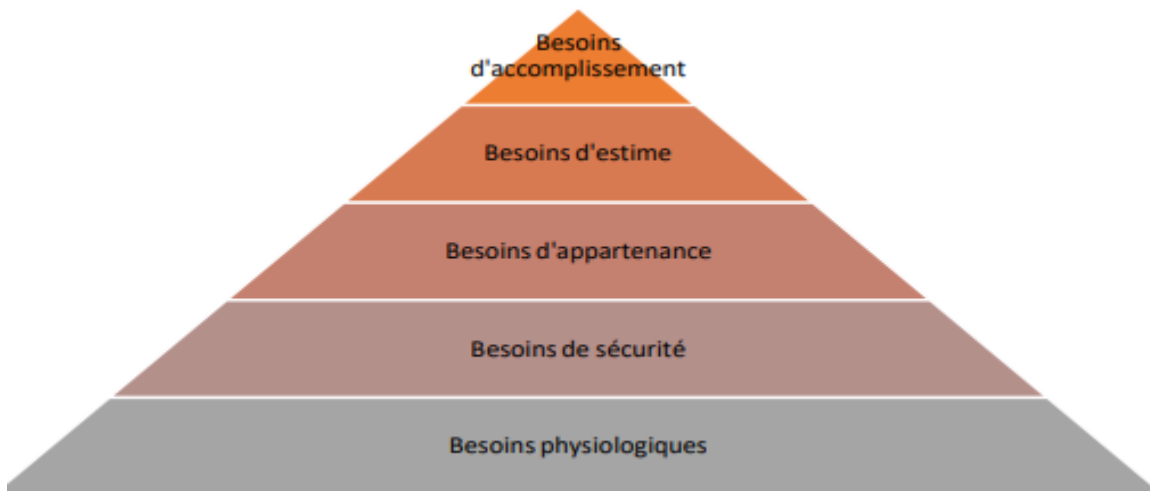 Besoins
d'accomplissement
Besoins d'estime
Besoins d'appartenance
Besoins de sécurité
Besoins physiologiques